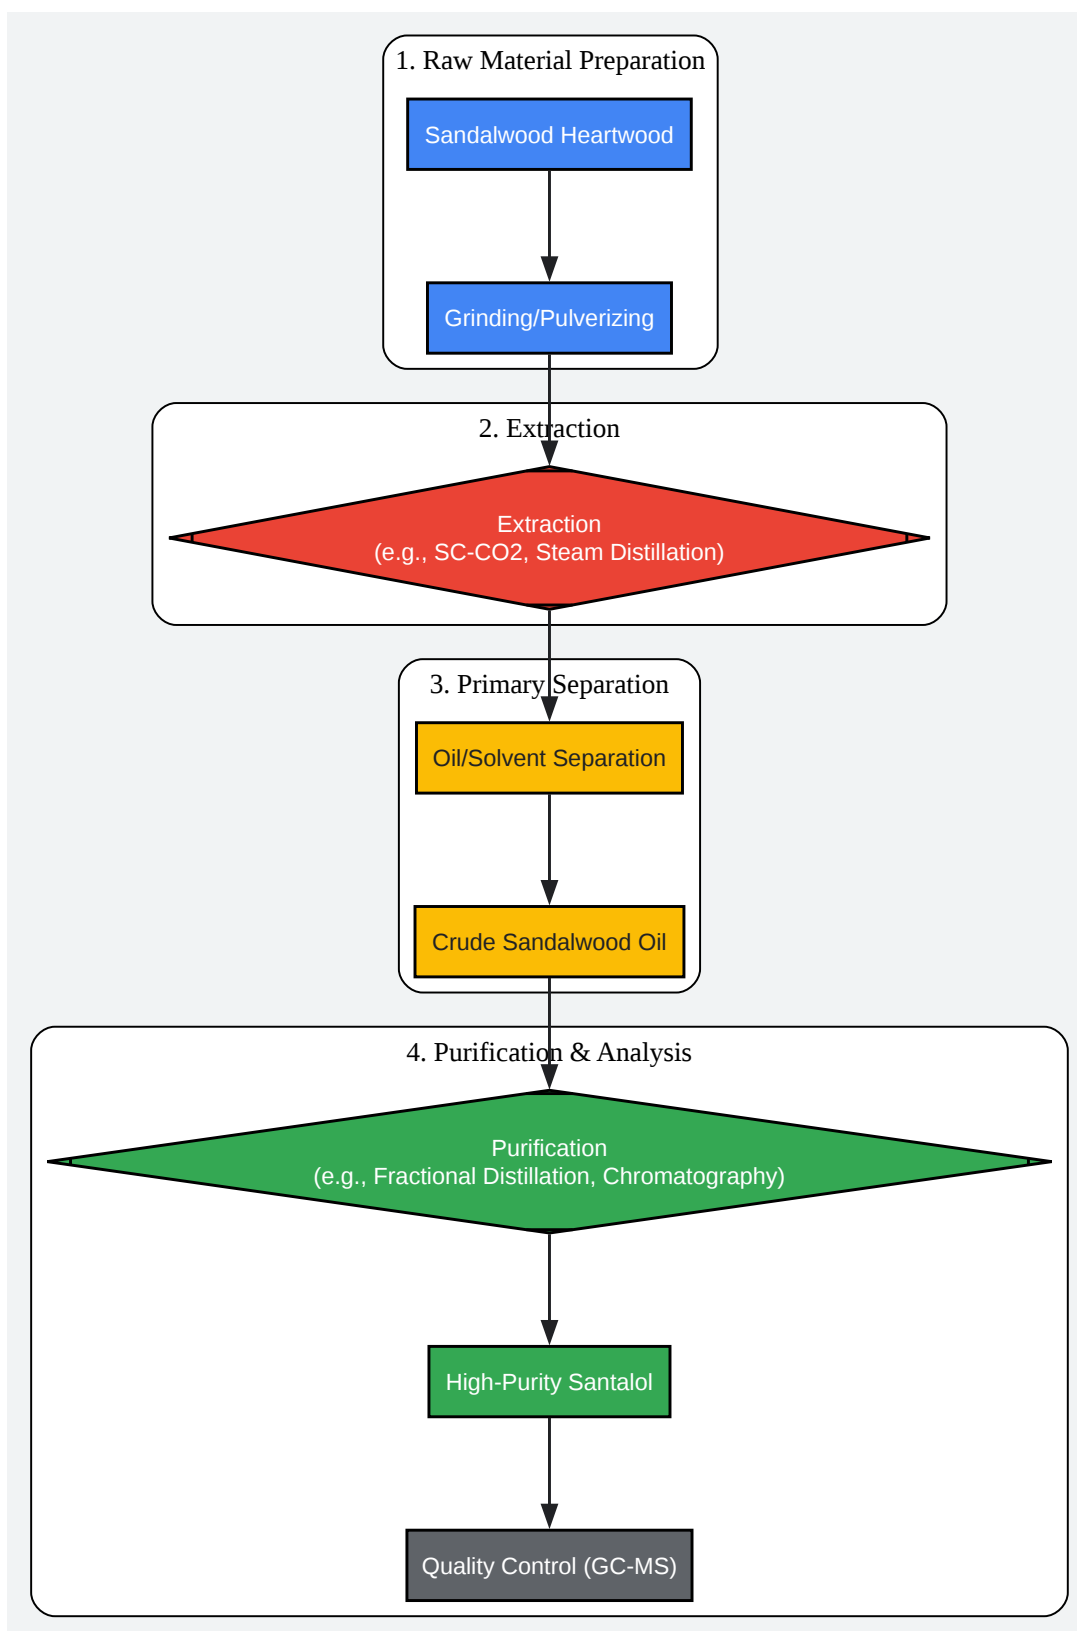 1. Raw Material Preparation
Sandalwood Heartwood
Grinding/Pulverizing
2. Extraction
Extraction
(e.g., SC-CO2, Steam Distillation)
3. Primary Separation
Oil/Solvent Separation
Crude Sandalwood Oil
4. Purification & Analysis
Purification
(e.g., Fractional Distillation, Chromatography)
High-Purity Santalol
Quality Control (GC-MS)